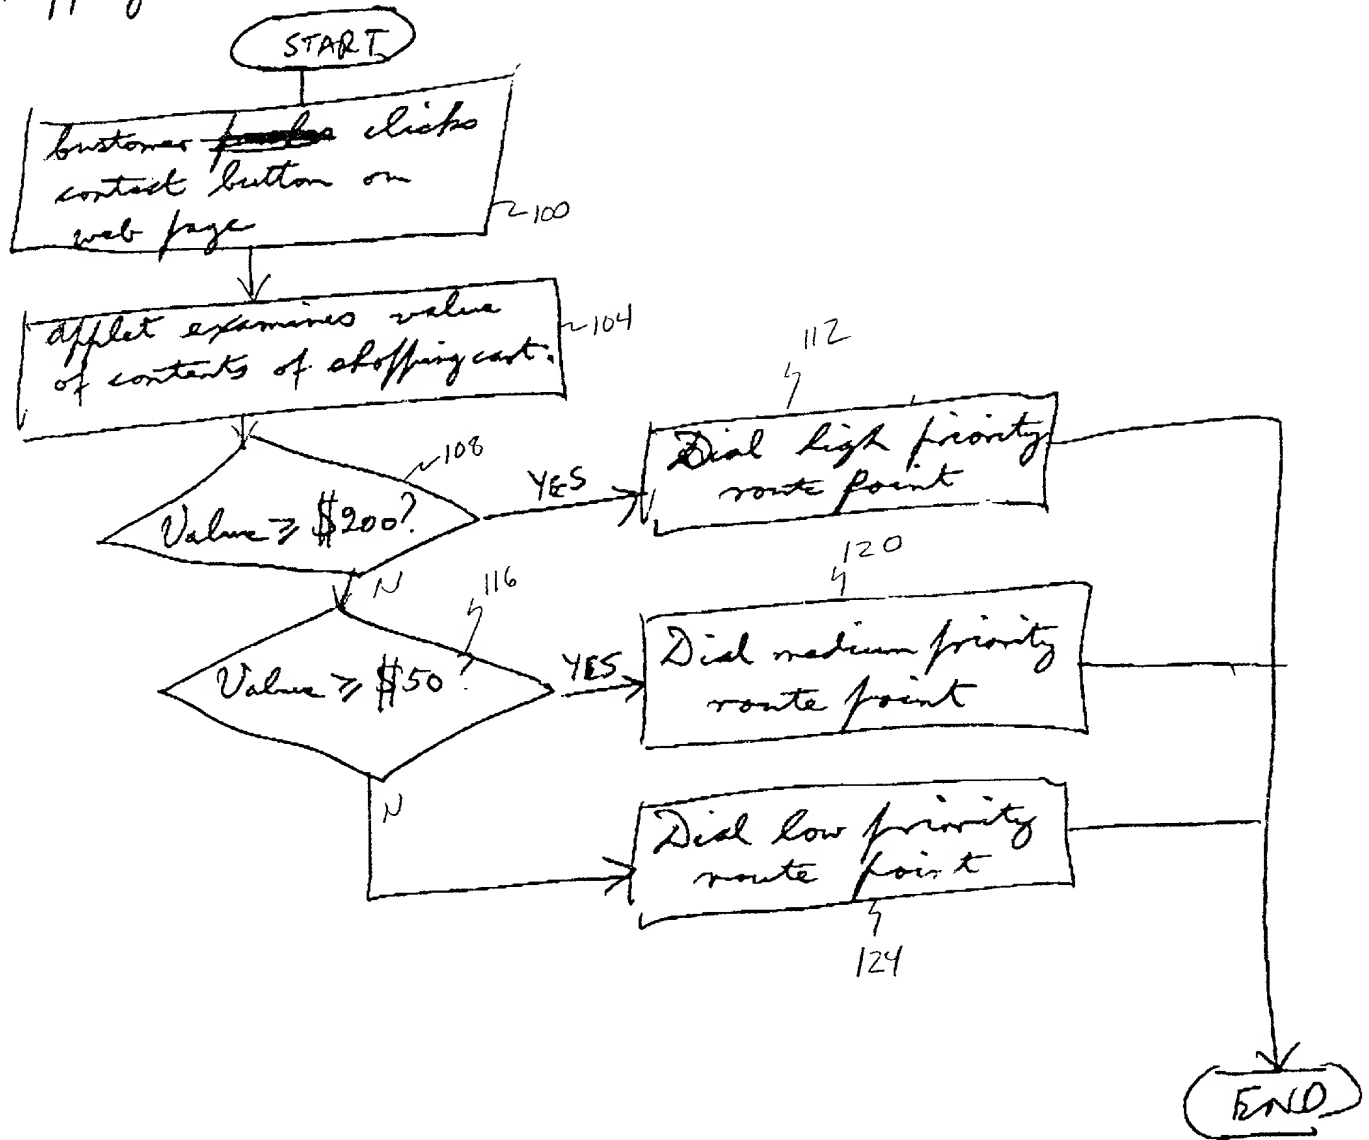 START
Customer clicks
contact button on
web page
100
applet examines value
of contents of shopping cart.
104
112
Dial high priority
route point
108
YES
Value ≥ $200?
N
120
116
Dial medium priority
route point
YES
Value ≥ $50?
N
Dial low priority
route point
124
END